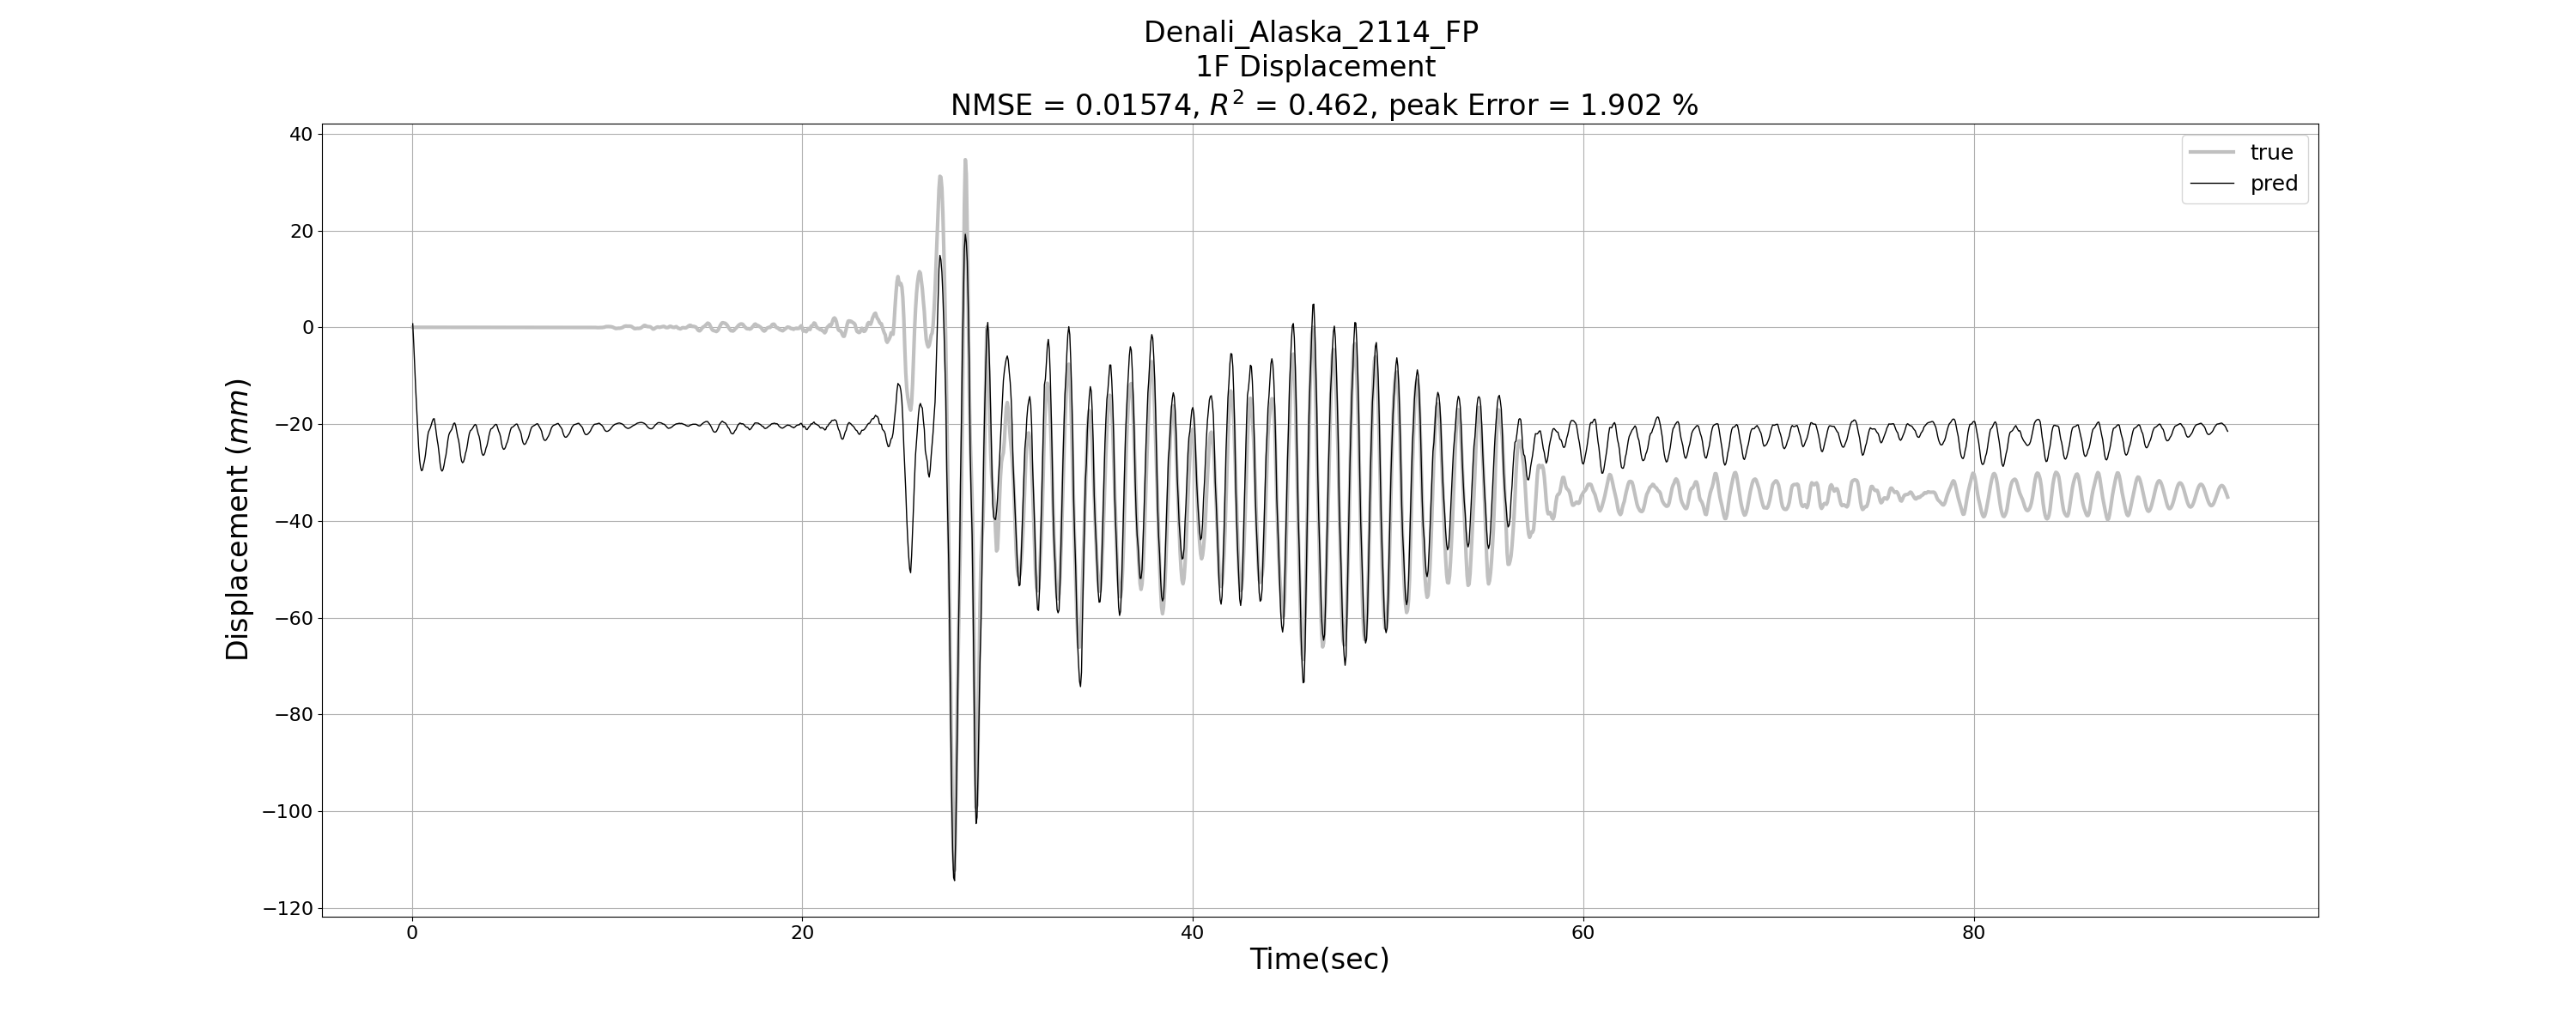 Denali_Alaska_2114_FP
1F Displacement
NMSE = 0.01574, R² = 0.462, peak Error = 1.902 %
40
20
0
−20
−40
−60
−80
−100
−120
Displacement (mm)
true
pred
0 20 40 60 80
Time(sec)